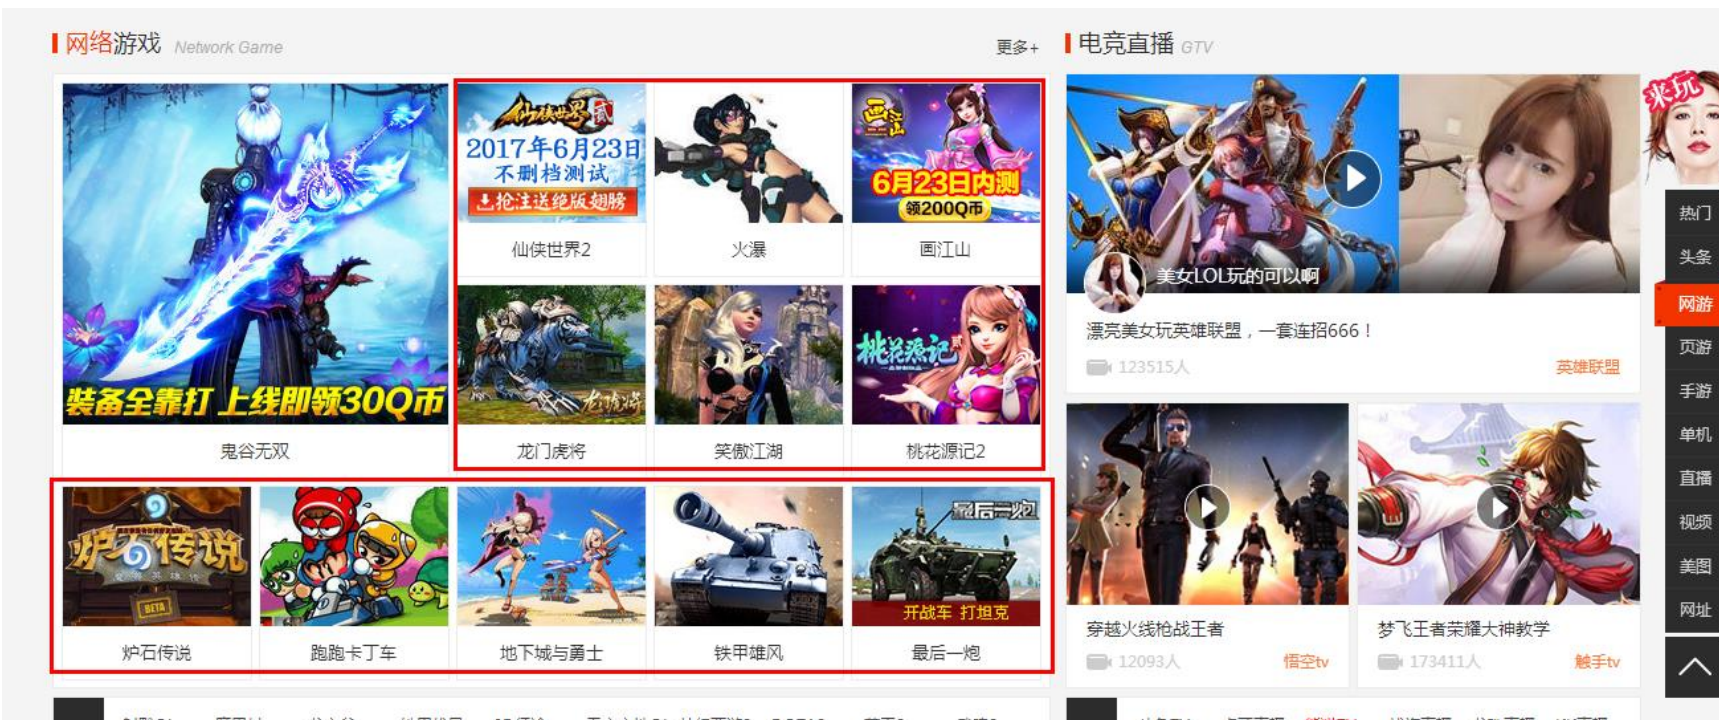 网络游戏 Network Game 更多+
仙侠世界贰
2017年6月23日
不删档测试
抢注送绝版翅膀
画江山
6月23日内测
领200Q币
仙侠世界2 火瀑 画江山
装备全靠打 上线即领30Q币
龙门虎将
桃花源记贰
鬼谷无双 龙门虎将 笑傲江湖 桃花源记2
炉石传说
魔兽英雄传
BETA
最后一炮
开战车 打坦克
炉石传说 跑跑卡丁车 地下城与勇士 铁甲雄风 最后一炮
电竞直播 GTV
美女LOL玩的可以啊
漂亮美女玩英雄联盟，一套连招666！
123515人 英雄联盟
穿越火线枪战王者 梦飞王者荣耀大神教学
12093人 悟空tv 173411人 触手tv
来玩
热门
头条
网游
页游
手游
单机
直播
视频
美图
网址